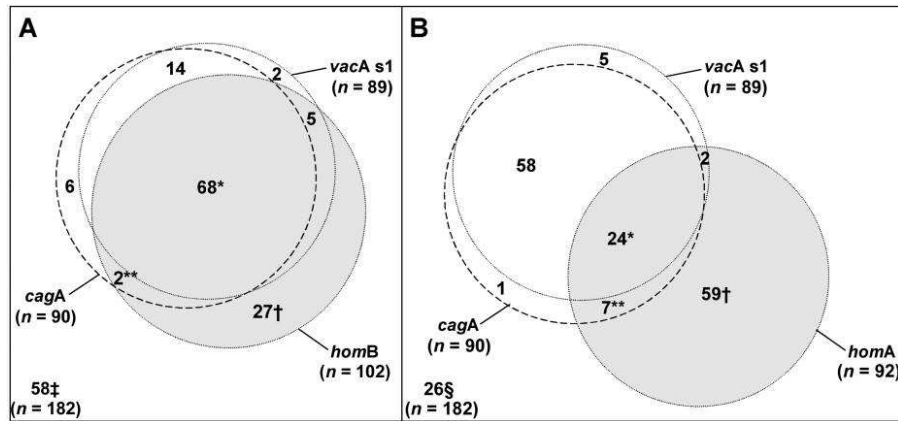 A
14
2
vacA s1
(n = 89)
5
6
68*
2**
cagA
(n = 90)
27†
homB
(n = 102)
58‡
(n = 182)
B
5
vacA s1
(n = 89)
58
2
24*
1
7**
59†
cagA
(n = 90)
homA
(n = 92)
26§
(n = 182)